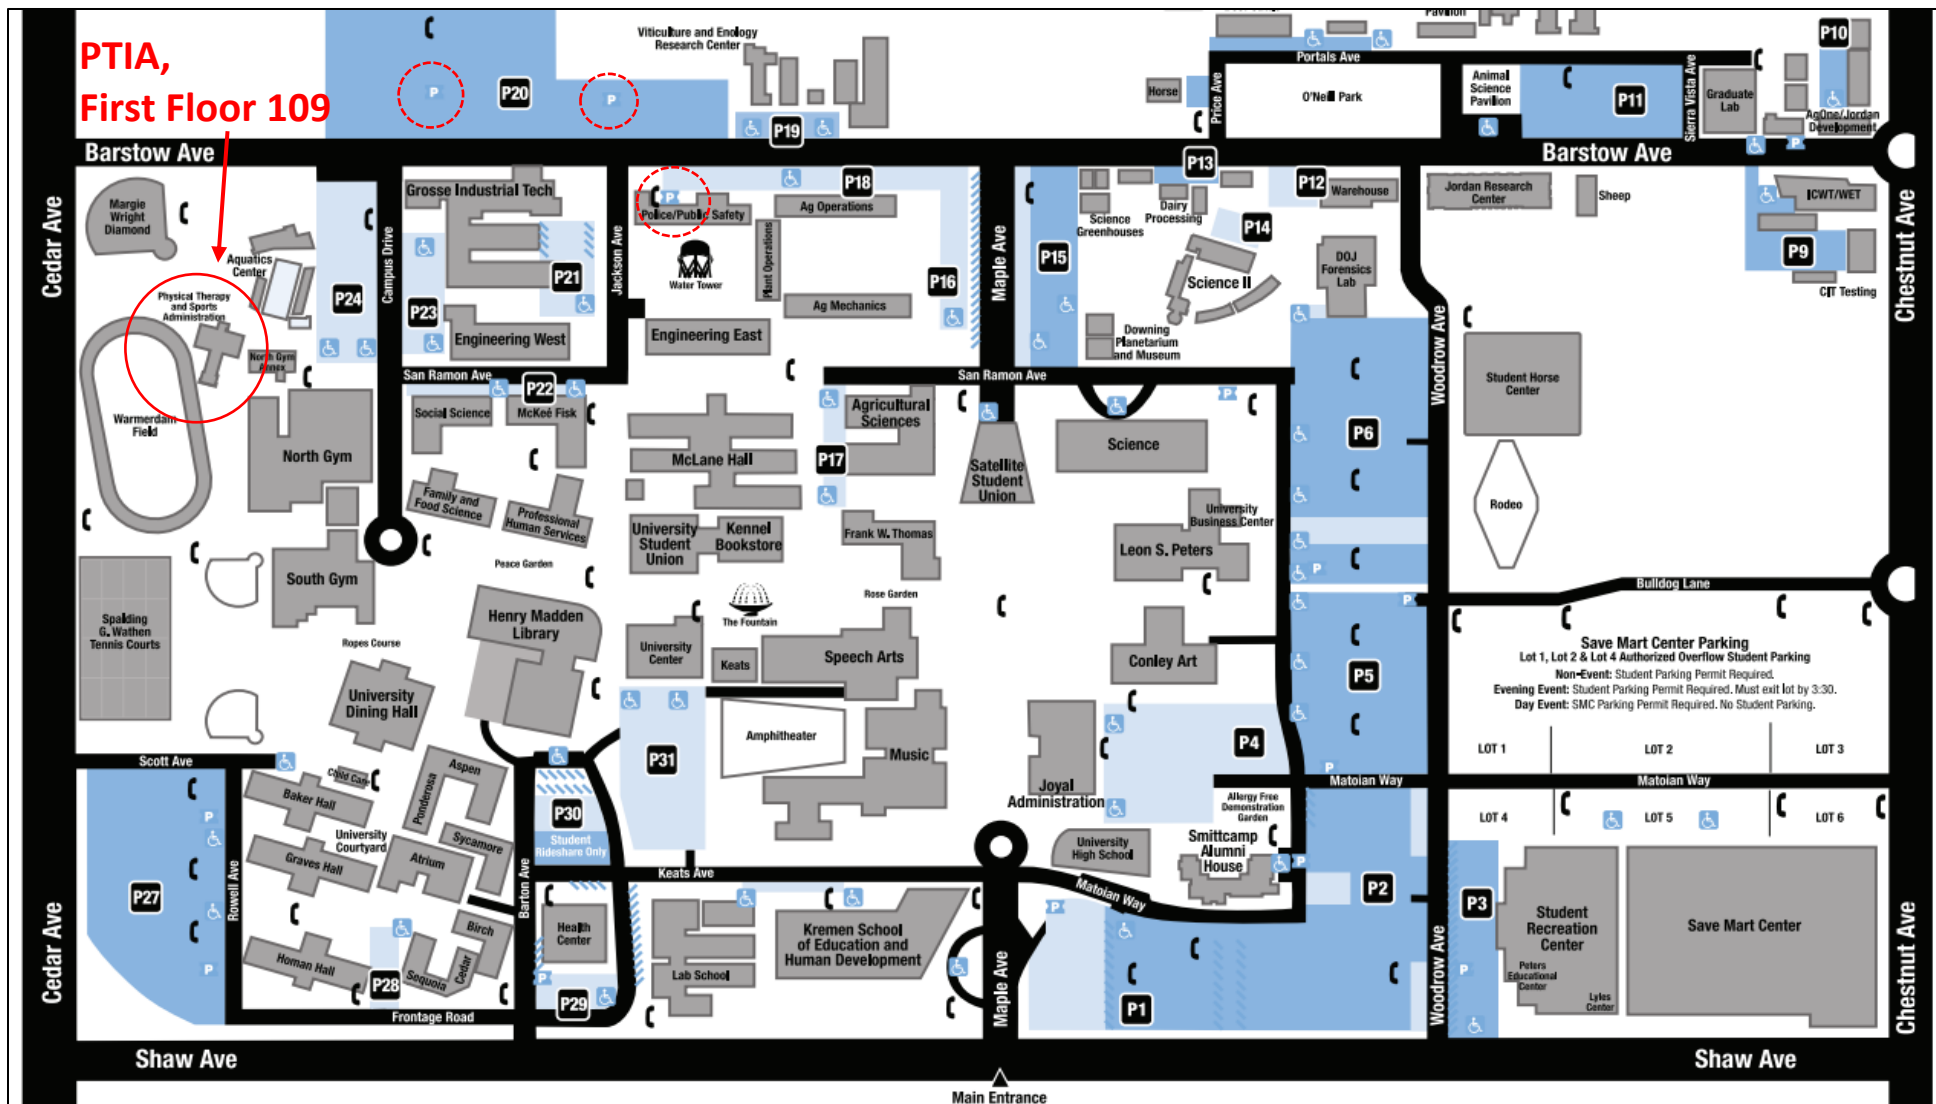 Viticulture and Enology
Research Center
Pavilion
PTIA,
First Floor 109
P20
P19
Horse
Price Ave
Portals Ave
O'Neill Park
Animal
Science
Pavilion
P11
Sierra Vista Ave
Graduate
Lab
P10
AgOne/Jordan
Development
Barstow Ave
P13
Barstow Ave
Cedar Ave
Margie
Wright
Diamond
Aquatics
Center
Physical Therapy
and Sports
Administration
P24
Campus Drive
Grosse Industrial Tech
P23
P21
Engineering West
Jackson Ave
Police/Public Safety
Water Tower
Plant Operations
P18
Ag Operations
P16
Ag Mechanics
Engineering East
Maple Ave
P15
Science
Greenhouses
Dairy
Processing
P12
Warehouse
P14
Science II
DOJ
Forensics
Lab
Downing
Planetarium
and Museum
Woodrow Ave
Jordan Research
Center
Sheep
ICWT/WET
P9
CIT Testing
Chestnut Ave
North Gym
Annex
Warmerdam
Field
North Gym
San Ramon Ave
P22
Social Science
McKee Fisk
Family and
Food Science
Professional
Human Services
Peace Garden
McLane Hall
P17
Agricultural
Sciences
San Ramon Ave
Satellite
Student
Union
Science
P6
Student Horse
Center
Rodeo
University
Student
Union
Kennel
Bookstore
Frank W. Thomas
University
Business Center
Leon S. Peters
Spalding
G. Wathen
Tennis Courts
South Gym
Ropes Course
Henry Madden
Library
The Fountain
Rose Garden
University
Center
Keats
Speech Arts
Conley Art
P5
Bulldog Lane
Save Mart Center Parking
Lot 1, Lot 2 & Lot 4 Authorized Overflow Student Parking
Non-Event: Student Parking Permit Required.
Evening Event: Student Parking Permit Required. Must exit lot by 3:30.
Day Event: SMC Parking Permit Required. No Student Parking.
LOT 1
LOT 2
LOT 3
University
Dining Hall
P31
Amphitheater
Music
Joyal
Administration
P4
Matoian Way
Matoian Way
Scott Ave
Child Care
Baker Hall
Ponderosa
Aspen
University
Courtyard
Sycamore
Graves Hall
Atrium
P30
Student
Rideshare Only
Allergy Free
Demonstration
Garden
University
High School
Smittcamp
Alumni
House
LOT 4
LOT 5
LOT 6
P27
Rowell Ave
Barton Ave
Keats Ave
Matoian Way
P2
P3
Cedar Ave
Homan Hall
P28
Sequoia
Cedar
Birch
Health
Center
P29
Lab School
Kremen School
of Education and
Human Development
Maple Ave
P1
Woodrow Ave
Student
Recreation
Center
Peters
Educational
Center
Lyles
Center
Save Mart Center
Chestnut Ave
Frontage Road
Shaw Ave
Shaw Ave
Main Entrance